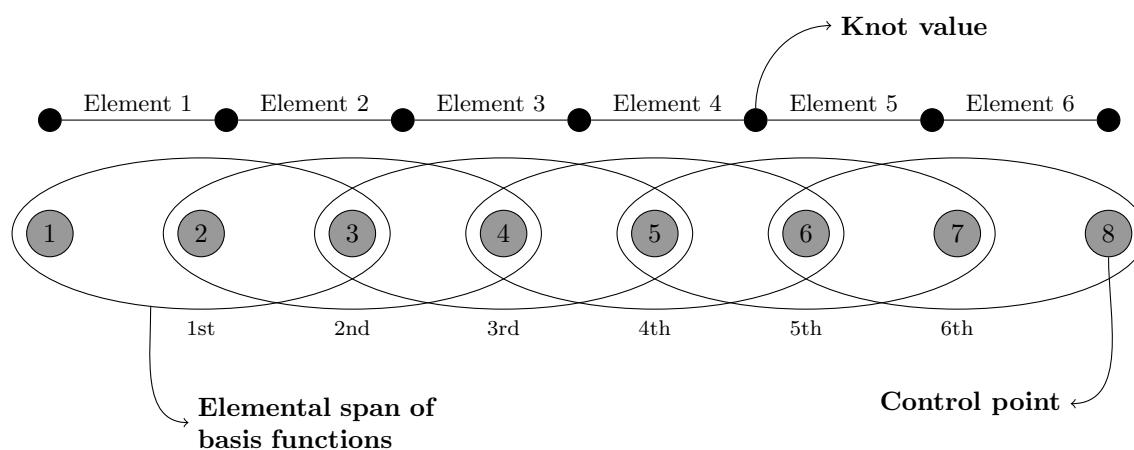 Knot value
Element 1 Element 2 Element 3 Element 4 Element 5 Element 6
1 2 3 4 5 6 7 8
1st 2nd 3rd 4th 5th 6th
Elemental span of
basis functions
Control point